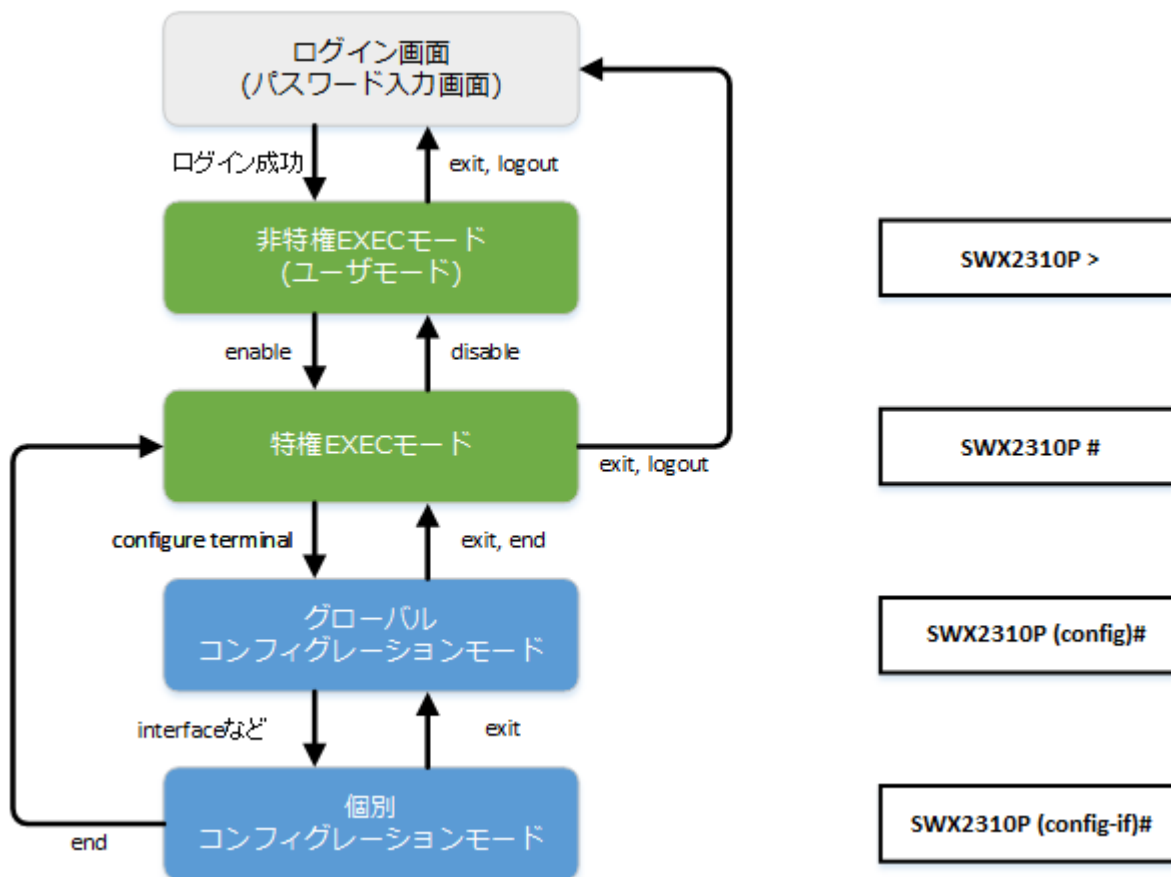 ログイン画面
(パスワード入力画面)
ログイン成功
exit, logout
非特権EXECモード
(ユーザモード)
SWX2310P >
enable
disable
特権EXECモード
SWX2310P #
exit, logout
configure terminal
exit, end
グローバル
コンフィグレーションモード
SWX2310P (config)#
interfaceなど
exit
個別
コンフィグレーションモード
SWX2310P (config-if)#
end